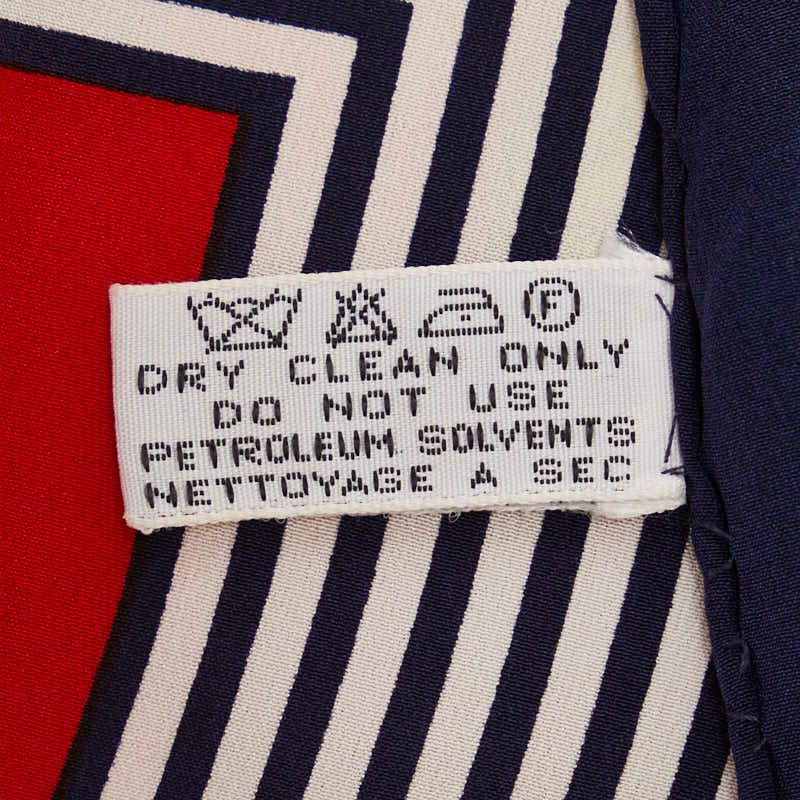 F
DRY CLEAN ONLY
DO NOT USE
PETROLEUM SOLVENTS
NETTOYAGE A SEC